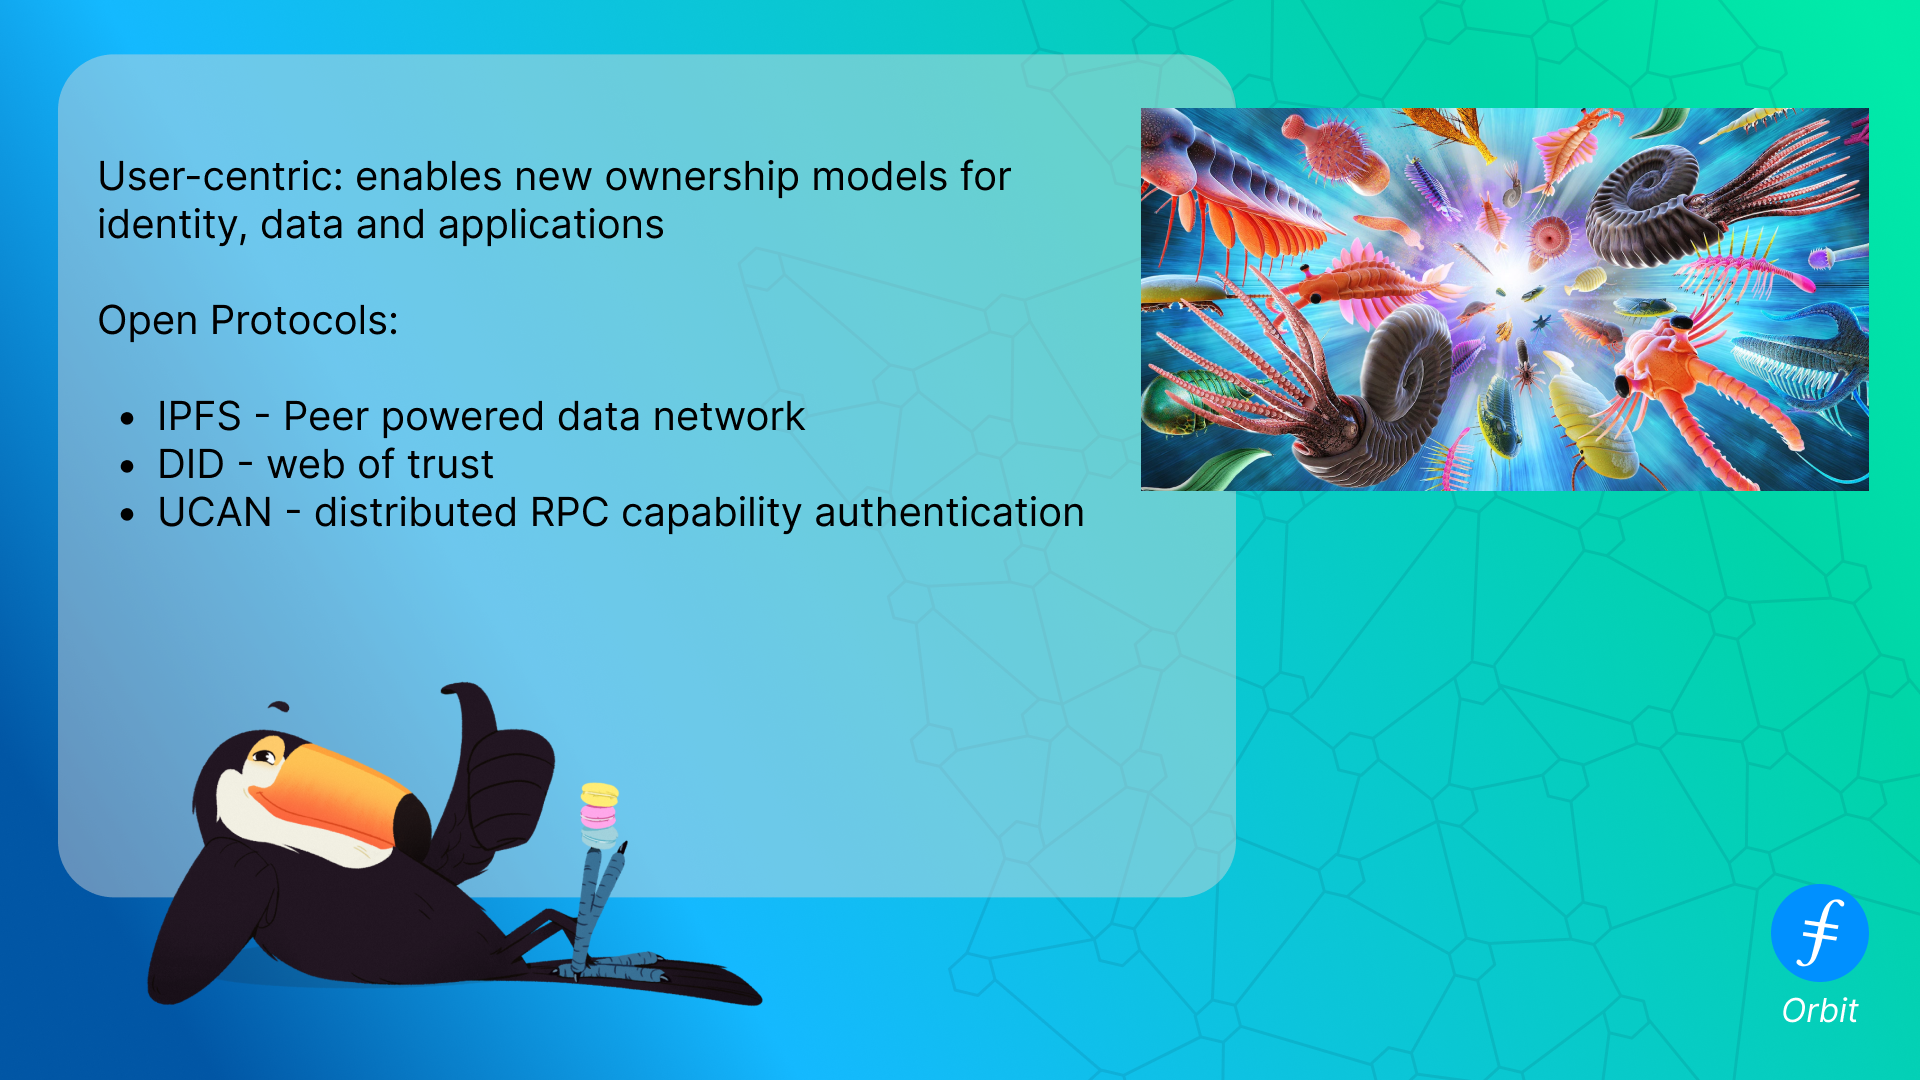 User-centric: enables new ownership models for
identity, data and applications
Open Protocols:
• IPFS - Peer powered data network
• DID - web of trust
• UCAN - distributed RPC capability authentication
Orbit